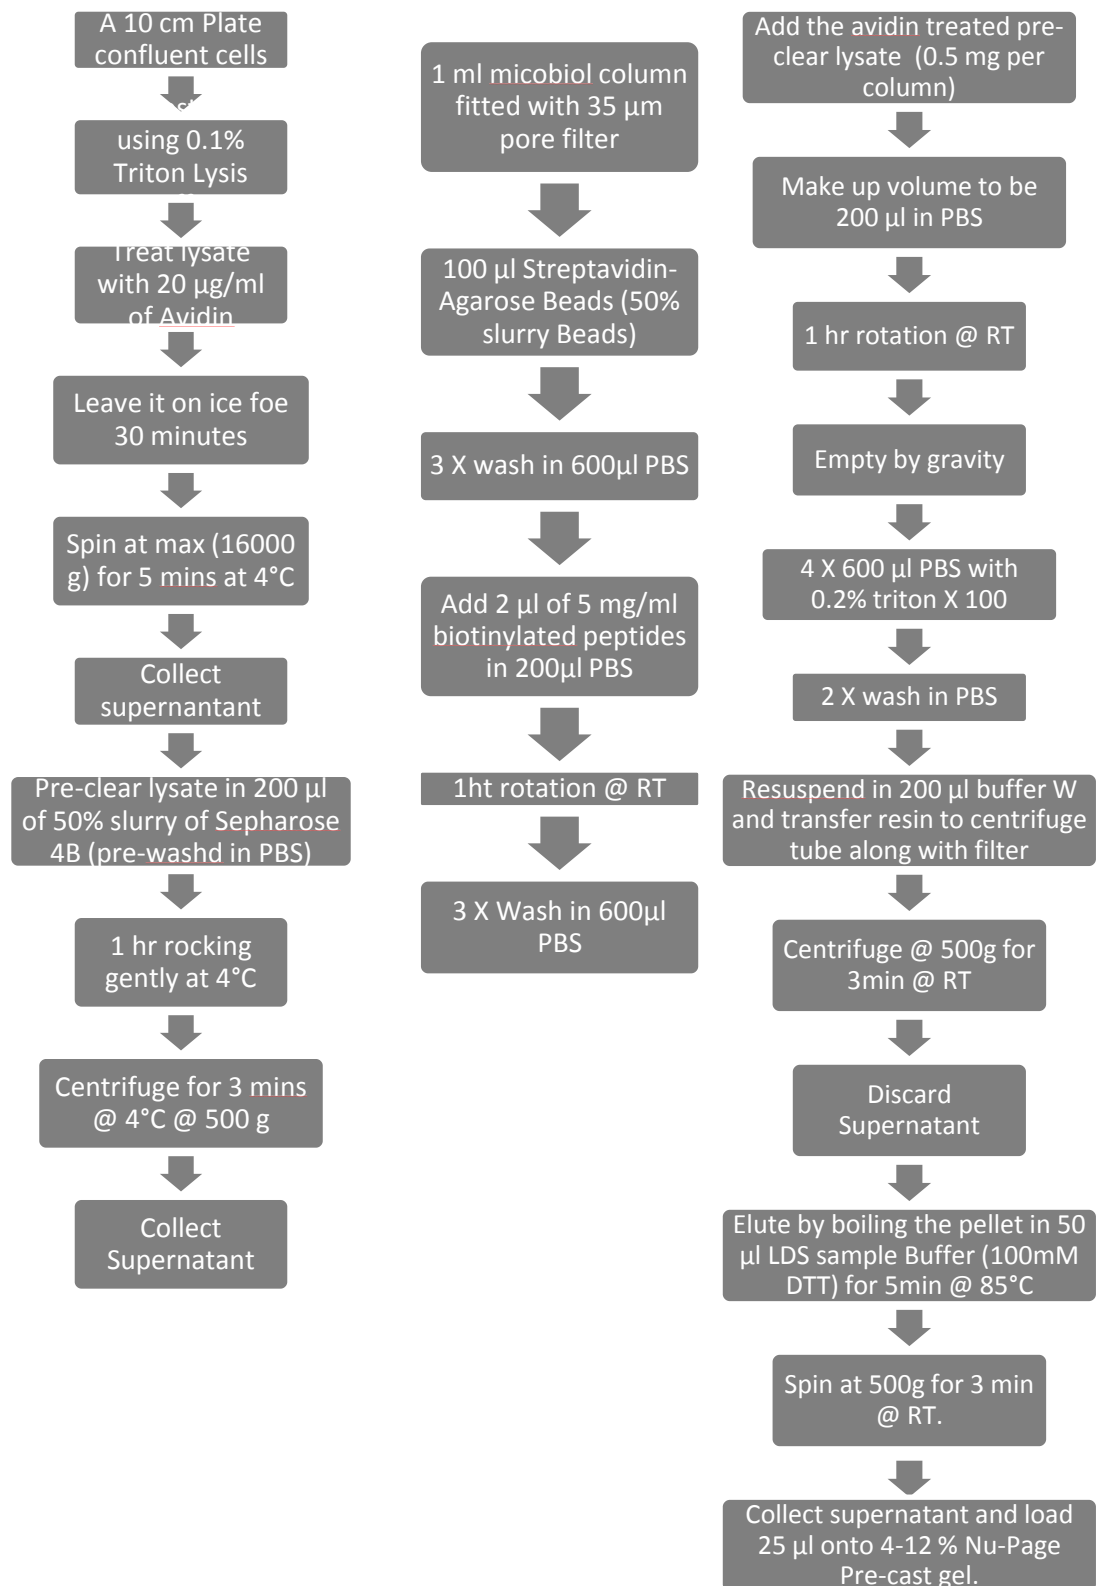 A 10 cm Plate
confluent cells
using 0.1%
Triton Lysis
Treat lysate
with 20 µg/ml
of Avidin
Leave it on ice foe
30 minutes
Spin at max (16000
g) for 5 mins at 4°C
Collect
supernantant
Pre-clear lysate in 200 µl
of 50% slurry of Sepharose
4B (pre-washd in PBS)
1 hr rocking
gently at 4°C
Centrifuge for 3 mins
@ 4°C @ 500 g
Collect
Supernatant
1 ml micobiol column
fitted with 35 µm
pore filter
100 µl Streptavidin-
Agarose Beads (50%
slurry Beads)
3 X wash in 600µl PBS
Add 2 µl of 5 mg/ml
biotinylated peptides
in 200µl PBS
1ht rotation @ RT
3 X Wash in 600µl
PBS
Add the avidin treated pre-
clear lysate (0.5 mg per
column)
Make up volume to be
200 µl in PBS
1 hr rotation @ RT
Empty by gravity
4 X 600 µl PBS with
0.2% triton X 100
2 X wash in PBS
Resuspend in 200 µl buffer W
and transfer resin to centrifuge
tube along with filter
Centrifuge @ 500g for
3min @ RT
Discard
Supernatant
Elute by boiling the pellet in 50
µl LDS sample Buffer (100mM
DTT) for 5min @ 85°C
Spin at 500g for 3 min
@ RT.
Collect supernatant and load
25 µl onto 4-12 % Nu-Page
Pre-cast gel.